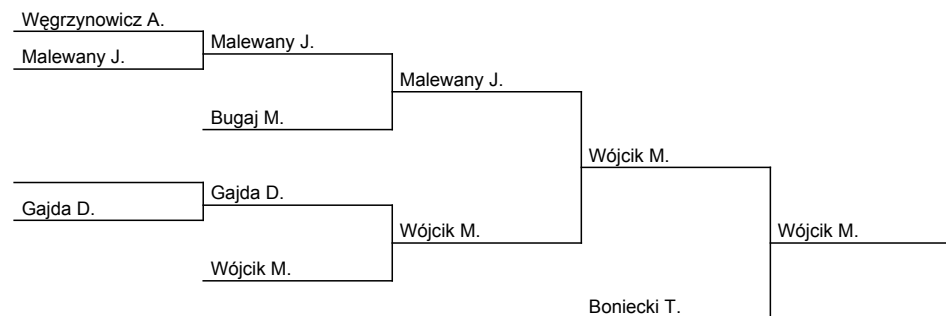 Węgrzynowicz A.
Malewany J.
Malewany J.
Malewany J.
Bugaj M.
Wójcik M.
Gajda D.
Gajda D.
Wójcik M.
Wójcik M.
Wójcik M.
Boniecki T.